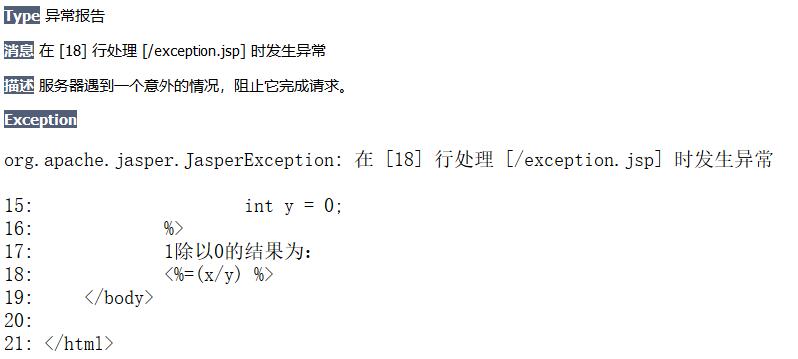 Type 异常报告
消息 在 [18] 行处理 [/exception.jsp] 时发生异常
描述 服务器遇到一个意外的情况，阻止它完成请求。
Exception
org.apache.jasper.JasperException: 在 [18] 行处理 [/exception.jsp] 时发生异常
15:                     int y = 0;
16:             %>
17:             1除以0的结果为：
18:             <%=(x/y) %>
19:     </body>
20:
21: </html>